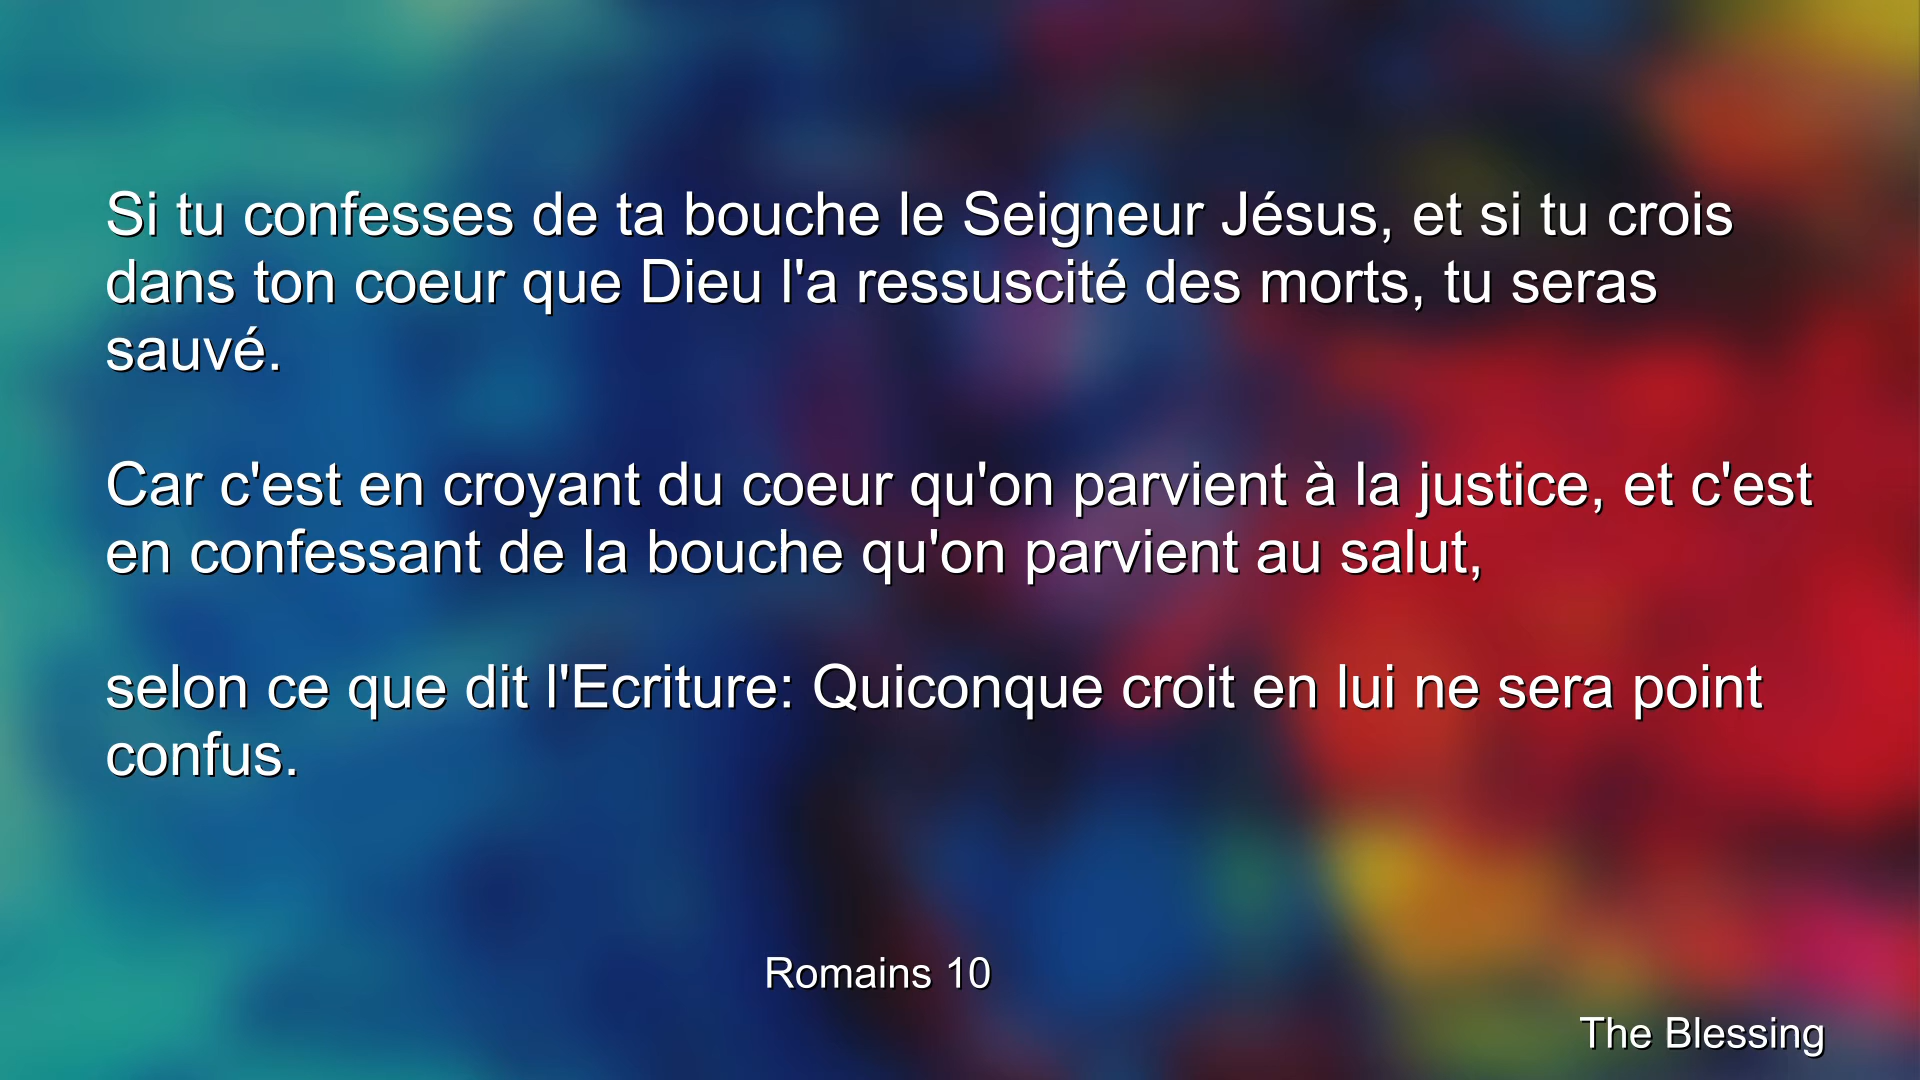 Si tu confesses de ta bouche le Seigneur Jésus, et si tu crois
dans ton coeur que Dieu l'a ressuscité des morts, tu seras
sauvé.
Car c'est en croyant du coeur qu'on parvient à la justice, et c'est
en confessant de la bouche qu'on parvient au salut,
selon ce que dit l'Ecriture: Quiconque croit en lui ne sera point
confus.
Romains 10
The Blessing